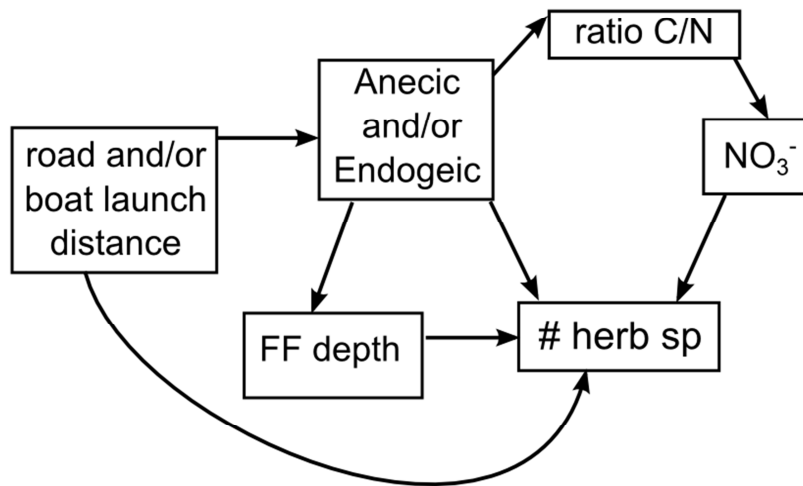 ratio C/N
Anecic
and/or
Endogeic
road and/or
boat launch
distance
NO₃⁻
FF depth
# herb sp